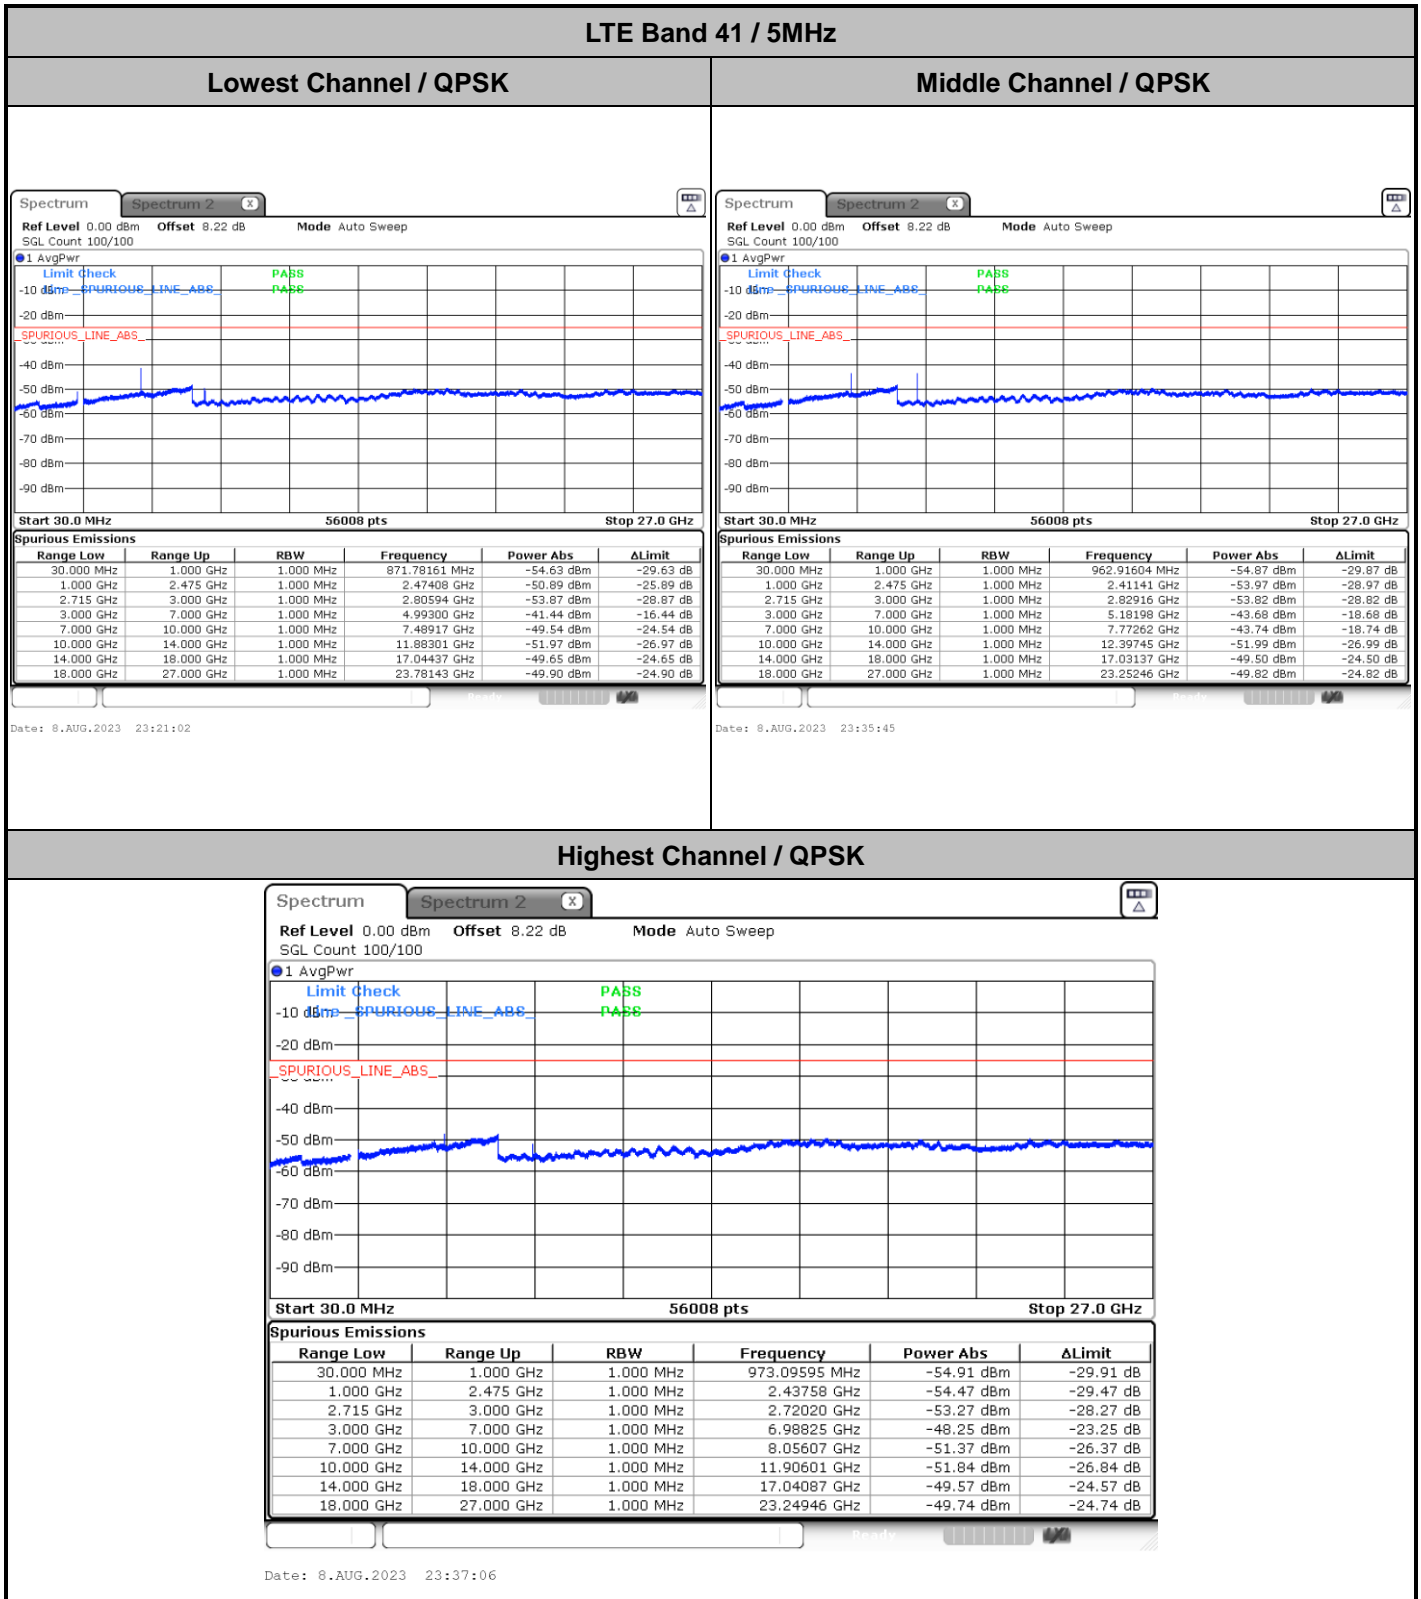 LTE Band 41 / 5MHz
Lowest Channel / QPSK
Middle Channel / QPSK
Spectrum
Spectrum 2
X
Ref Level 0.00 dBm Offset 8.22 dB Mode Auto Sweep
SGL Count 100/100
1 AvgPwr
Limit Check PASS
Line _SPURIOUS_LINE_ABS_ PASS
-10 dBm
-20 dBm
_SPURIOUS_LINE_ABS_
-40 dBm
-50 dBm
-60 dBm
-70 dBm
-80 dBm
-90 dBm
Start 30.0 MHz 56008 pts Stop 27.0 GHz
Spurious Emissions
Range Low Range Up RBW Frequency Power Abs ΔLimit
30.000 MHz 1.000 GHz 1.000 MHz 871.78161 MHz -54.63 dBm -29.63 dB
1.000 GHz 2.475 GHz 1.000 MHz 2.47408 GHz -50.89 dBm -25.89 dB
2.715 GHz 3.000 GHz 1.000 MHz 2.80594 GHz -53.87 dBm -28.87 dB
3.000 GHz 7.000 GHz 1.000 MHz 4.99300 GHz -41.44 dBm -16.44 dB
7.000 GHz 10.000 GHz 1.000 MHz 7.48917 GHz -49.54 dBm -24.54 dB
10.000 GHz 14.000 GHz 1.000 MHz 11.88301 GHz -51.97 dBm -26.97 dB
14.000 GHz 18.000 GHz 1.000 MHz 17.04437 GHz -49.65 dBm -24.65 dB
18.000 GHz 27.000 GHz 1.000 MHz 23.78143 GHz -49.90 dBm -24.90 dB
Ready
Date: 8.AUG.2023 23:21:02
Spectrum
Spectrum 2
X
Ref Level 0.00 dBm Offset 8.22 dB Mode Auto Sweep
SGL Count 100/100
1 AvgPwr
Limit Check PASS
Line _SPURIOUS_LINE_ABS_ PASS
-10 dBm
-20 dBm
_SPURIOUS_LINE_ABS_
-40 dBm
-50 dBm
-60 dBm
-70 dBm
-80 dBm
-90 dBm
Start 30.0 MHz 56008 pts Stop 27.0 GHz
Spurious Emissions
Range Low Range Up RBW Frequency Power Abs ΔLimit
30.000 MHz 1.000 GHz 1.000 MHz 962.91604 MHz -54.87 dBm -29.87 dB
1.000 GHz 2.475 GHz 1.000 MHz 2.41141 GHz -53.97 dBm -28.97 dB
2.715 GHz 3.000 GHz 1.000 MHz 2.82916 GHz -53.82 dBm -28.82 dB
3.000 GHz 7.000 GHz 1.000 MHz 5.18198 GHz -43.68 dBm -18.68 dB
7.000 GHz 10.000 GHz 1.000 MHz 7.77262 GHz -43.74 dBm -18.74 dB
10.000 GHz 14.000 GHz 1.000 MHz 12.39745 GHz -51.99 dBm -26.99 dB
14.000 GHz 18.000 GHz 1.000 MHz 17.03137 GHz -49.50 dBm -24.50 dB
18.000 GHz 27.000 GHz 1.000 MHz 23.25246 GHz -49.82 dBm -24.82 dB
Ready
Date: 8.AUG.2023 23:35:45
Highest Channel / QPSK
Spectrum
Spectrum 2
X
Ref Level 0.00 dBm Offset 8.22 dB Mode Auto Sweep
SGL Count 100/100
1 AvgPwr
Limit Check PASS
Line _SPURIOUS_LINE_ABS_ PASS
-10 dBm
-20 dBm
_SPURIOUS_LINE_ABS_
-40 dBm
-50 dBm
-60 dBm
-70 dBm
-80 dBm
-90 dBm
Start 30.0 MHz 56008 pts Stop 27.0 GHz
Spurious Emissions
Range Low Range Up RBW Frequency Power Abs ΔLimit
30.000 MHz 1.000 GHz 1.000 MHz 973.09595 MHz -54.91 dBm -29.91 dB
1.000 GHz 2.475 GHz 1.000 MHz 2.43758 GHz -54.47 dBm -29.47 dB
2.715 GHz 3.000 GHz 1.000 MHz 2.72020 GHz -53.27 dBm -28.27 dB
3.000 GHz 7.000 GHz 1.000 MHz 6.98825 GHz -48.25 dBm -23.25 dB
7.000 GHz 10.000 GHz 1.000 MHz 8.05607 GHz -51.37 dBm -26.37 dB
10.000 GHz 14.000 GHz 1.000 MHz 11.90601 GHz -51.84 dBm -26.84 dB
14.000 GHz 18.000 GHz 1.000 MHz 17.04087 GHz -49.57 dBm -24.57 dB
18.000 GHz 27.000 GHz 1.000 MHz 23.24946 GHz -49.74 dBm -24.74 dB
Ready
Date: 8.AUG.2023 23:37:06